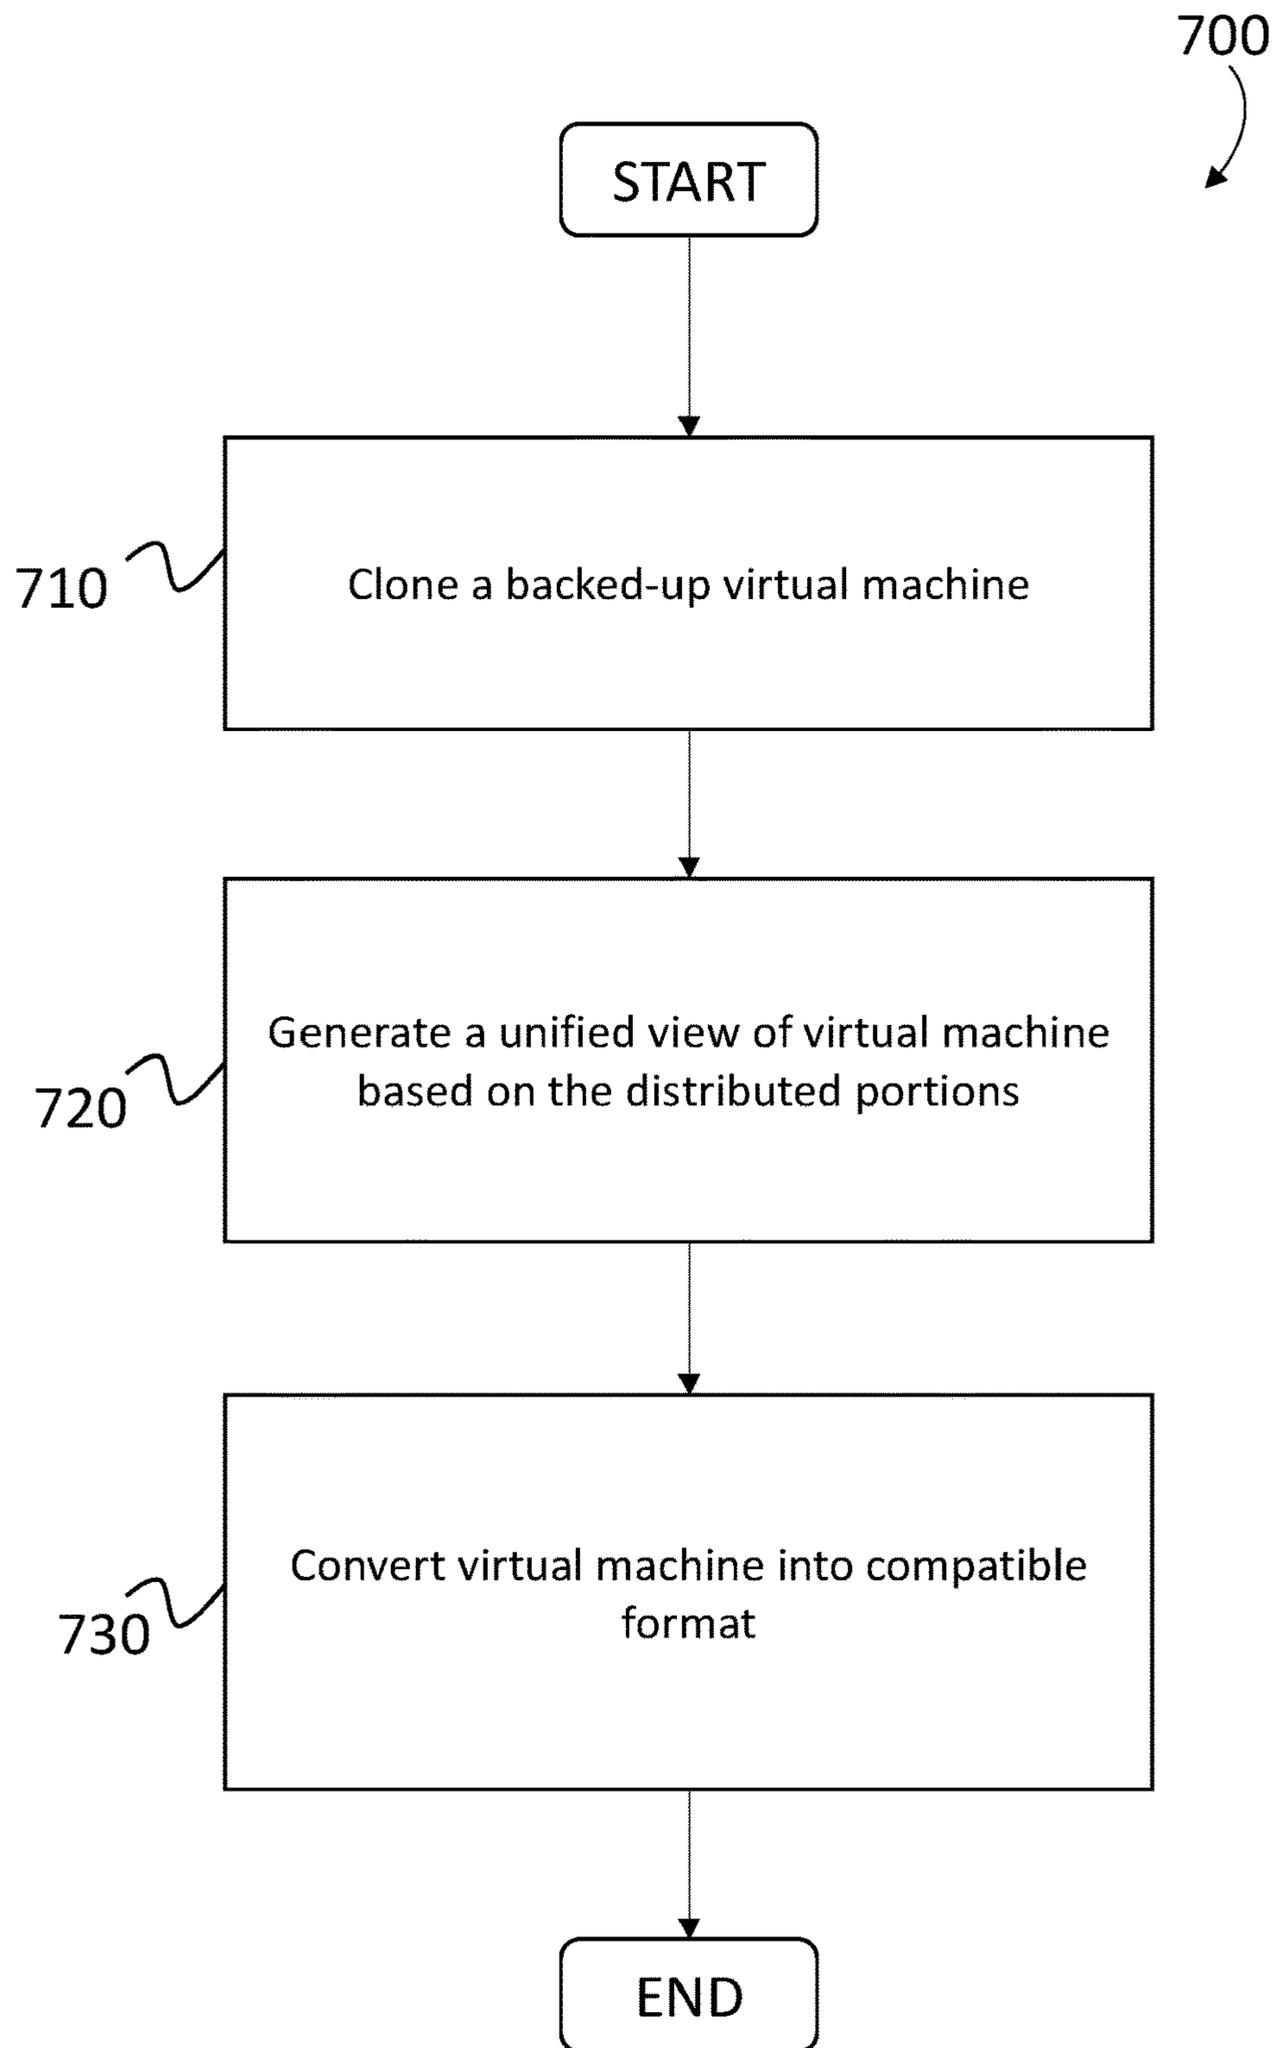 700
START
710
Clone a backed-up virtual machine
720
Generate a unified view of virtual machine
based on the distributed portions
730
Convert virtual machine into compatible
format
END